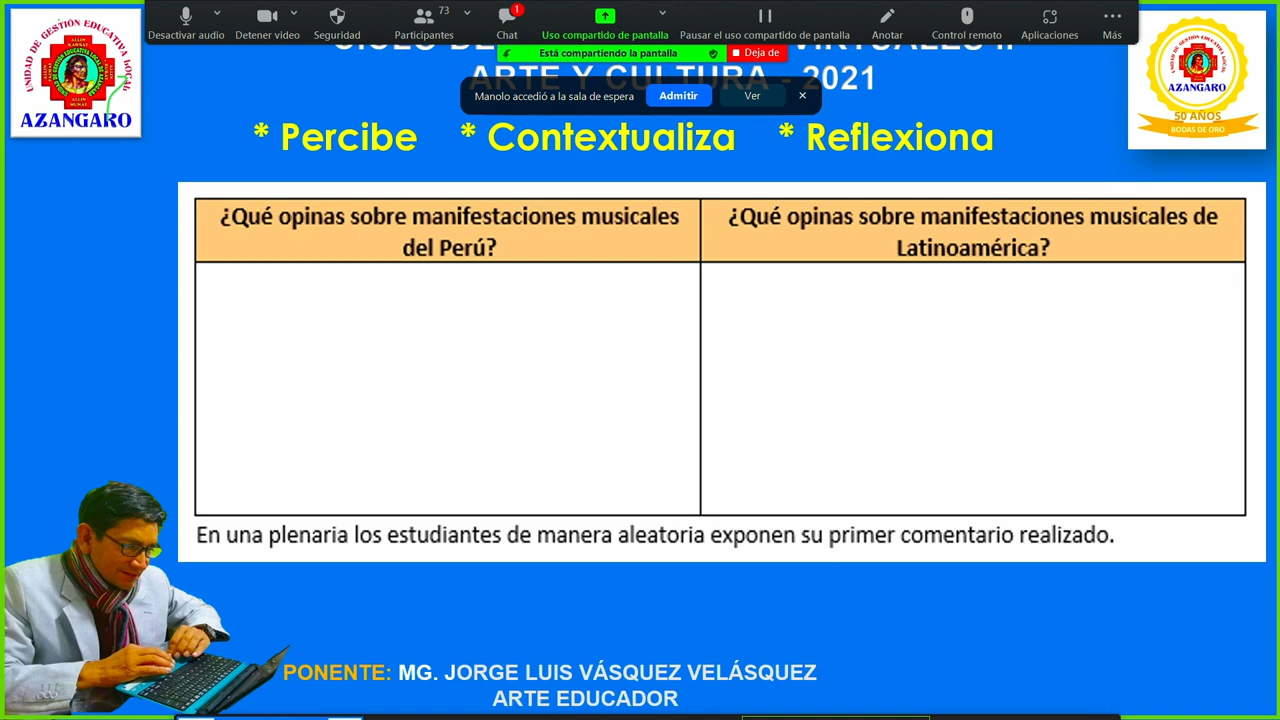 Desactivar audio
Detener video
Seguridad
Participantes
73
Chat
1
Uso compartido de pantalla
Pausar el uso compartido de pantalla
Anotar
Control remoto
Aplicaciones
Más
Está compartiendo la pantalla
Deja de
ARTE Y CULTURA - 2021
Manolo accedió a la sala de espera
Admitir
Ver
UNIDAD DE GESTIÓN EDUCATIVA LOCAL
AZANGARO
AZANGARO
50 AÑOS
BODAS DE ORO
* Percibe * Contextualiza * Reflexiona
¿Qué opinas sobre manifestaciones musicales
del Perú?
¿Qué opinas sobre manifestaciones musicales de
Latinoamérica?
En una plenaria los estudiantes de manera aleatoria exponen su primer comentario realizado.
PONENTE: MG. JORGE LUIS VÁSQUEZ VELÁSQUEZ
ARTE EDUCADOR